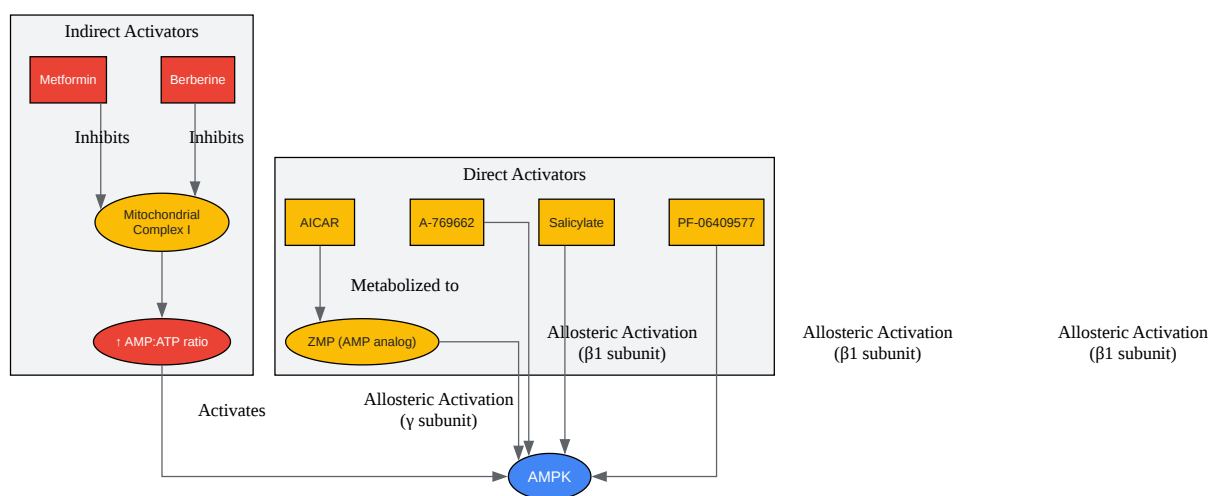 Indirect Activators
Metformin
Berberine
Inhibits
Inhibits
Mitochondrial
Complex I
↑ AMP:ATP ratio
Activates
Direct Activators
AICAR
A-769662
Salicylate
PF-06409577
Metabolized to
ZMP (AMP analog)
Allosteric Activation
(β1 subunit)
Allosteric Activation
(β1 subunit)
Allosteric Activation
(β1 subunit)
Allosteric Activation
(γ subunit)
AMPK